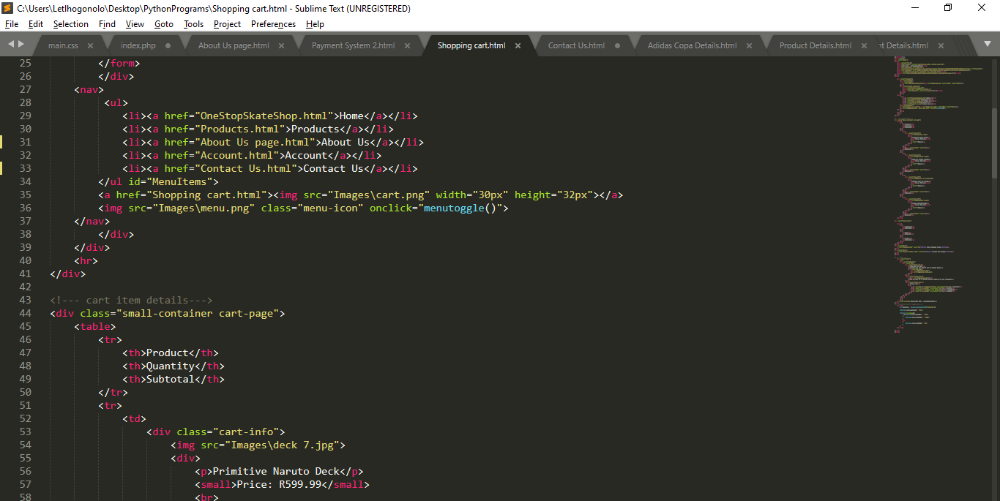 C:\Users\Letlhogonolo\Desktop\PythonPrograms\Shopping cart.html - Sublime Text (UNREGISTERED)
File Edit Selection Find View Goto Tools Project Preferences Help
main.css index.php About Us page.html Payment System 2.html Shopping cart.html Contact Us.html Adidas Copa Details.html Product Details.html t Details.html
25 </form>
26 </div>
27 <nav>
28 <ul>
29 <li><a href="OneStopSkateShop.html">Home</a></li>
30 <li><a href="Products.html">Products</a></li>
31 <li><a href="About Us page.html">About Us</a></li>
32 <li><a href="Account.html">Account</a></li>
33 <li><a href="Contact Us.html">Contact Us</a></li>
34 </ul id="MenuItems">
35 <a href="Shopping cart.html"><img src="Images\cart.png" width="30px" height="32px"></a>
36 <img src="Images\menu.png" class="menu-icon" onclick="menutoggle()">
37 </nav>
38 </div>
39 </div>
40 <hr>
41 </div>
42
43 <!--- cart item details--->
44 <div class="small-container cart-page">
45 <table>
46 <tr>
47 <th>Product</th>
48 <th>Quantity</th>
49 <th>Subtotal</th>
50 </tr>
51 <tr>
52 <td>
53 <div class="cart-info">
54 <img src="Images\deck 7.jpg">
55 <div>
56 <p>Primitive Naruto Deck</p>
57 <small>Price: R599.99</small>
58 <br>